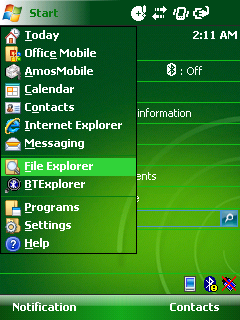 Start
2:11 AM
Today
Office Mobile
AmosMobile
: Off
Calendar
Contacts
information
Internet Explorer
Messaging
File Explorer
ents
BTExplorer
Programs
Settings
Help
Notification
Contacts